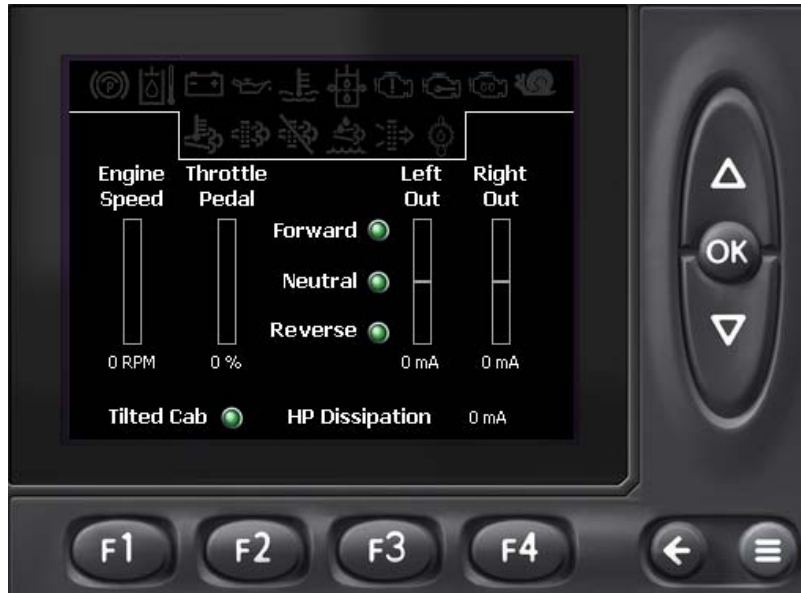 Engine Speed
Throttle Pedal
Left Out
Right Out
Forward
Neutral
Reverse
0 RPM
0 %
0 mA
0 mA
Tilted Cab
HP Dissipation
0 mA
OK
F1
F2
F3
F4